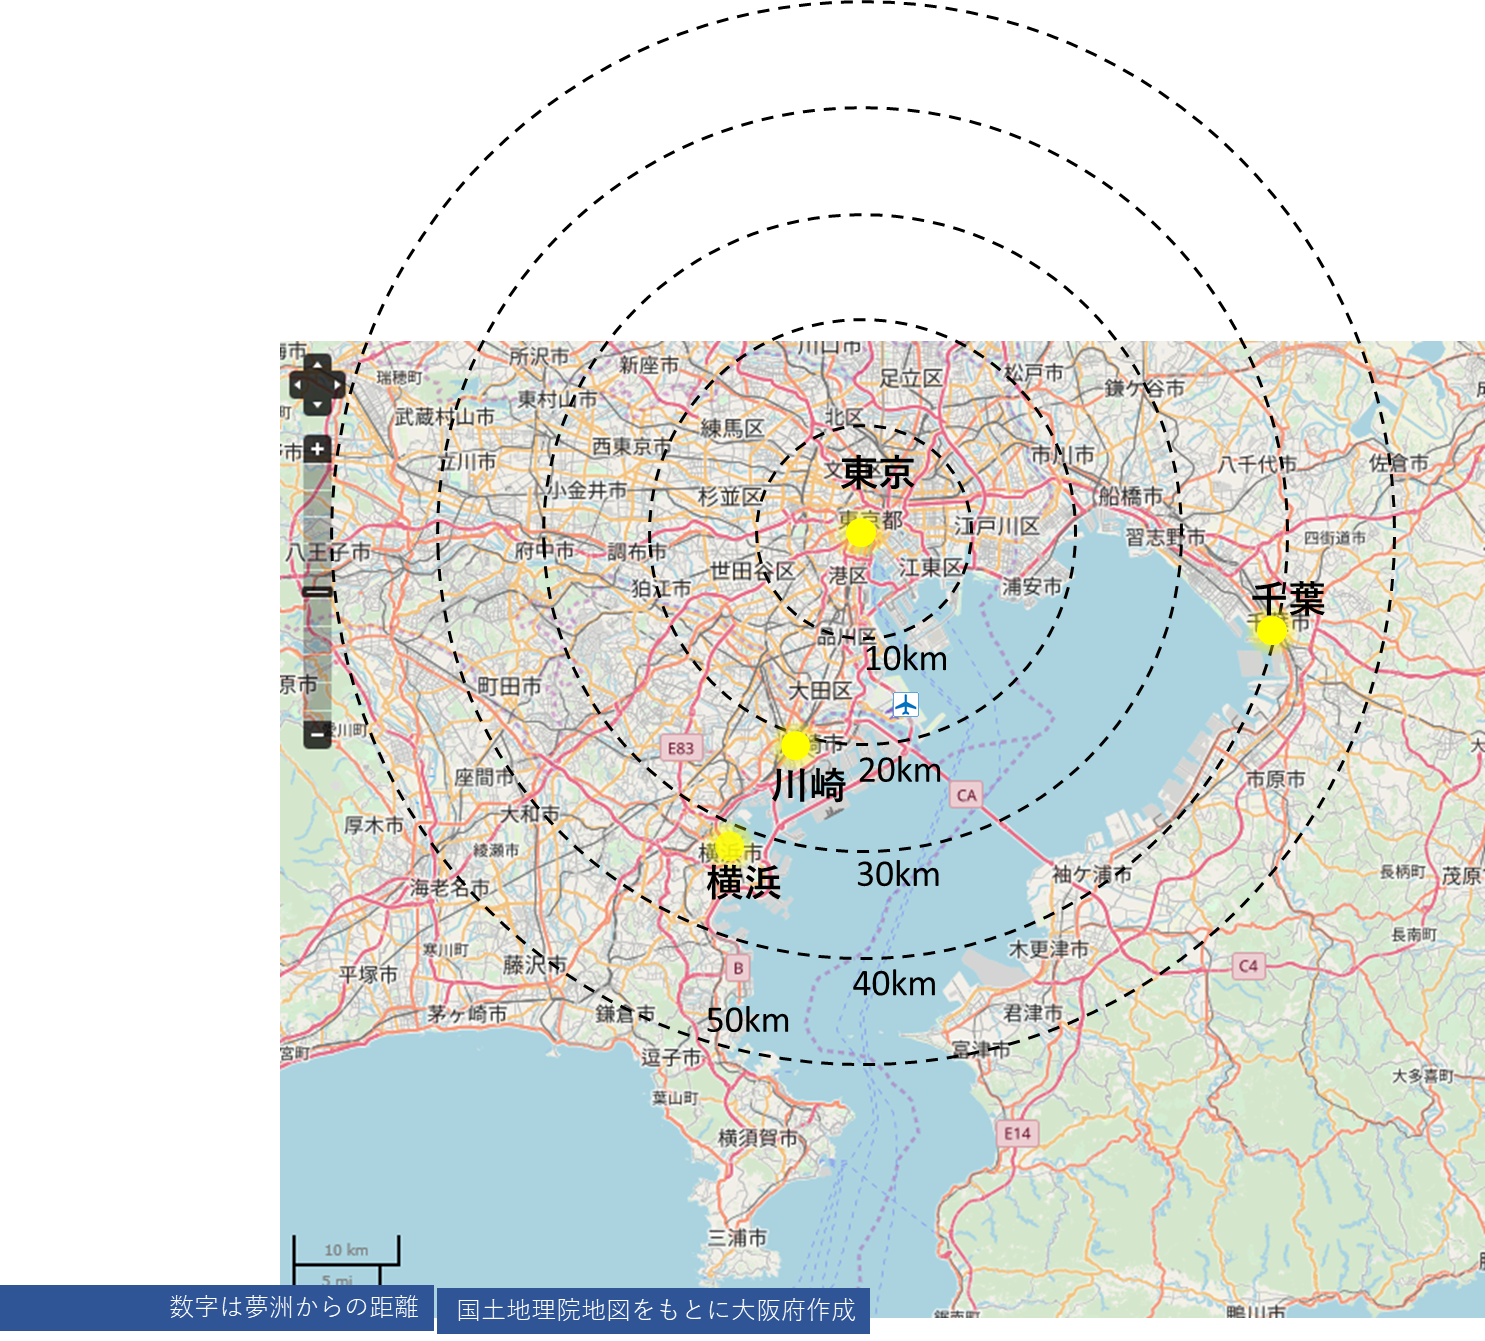 所沢市
新座市
川口市
足立区
松戸市
鎌ケ谷市
瑞穂町
東村山市
武蔵村山市
北区
練馬区
西東京市
市川市
立川市
八千代市
佐倉市
東京
小金井市
杉並区
船橋市
東京都
江戸川区
習志野市
四街道市
八王子市
府中市
調布市
世田谷区
港区
江東区
狛江市
浦安市
千葉
品川区
10km
原市
町田市
大田区
E83
川崎
20km
座間市
CA
市原市
大和市
厚木市
綾瀬市
横浜市
横浜
30km
海老名市
袖ケ浦市
長柄町
寒川町
木更津市
長南町
平塚市
藤沢市
B
40km
C4
茅ヶ崎市
鎌倉市
50km
君津市
宮町
逗子市
富津市
大多喜町
葉山町
横須賀市
E14
三浦市
10 km
5 mi
数字は夢洲からの距離
国土地理院地図をもとに大阪府作成